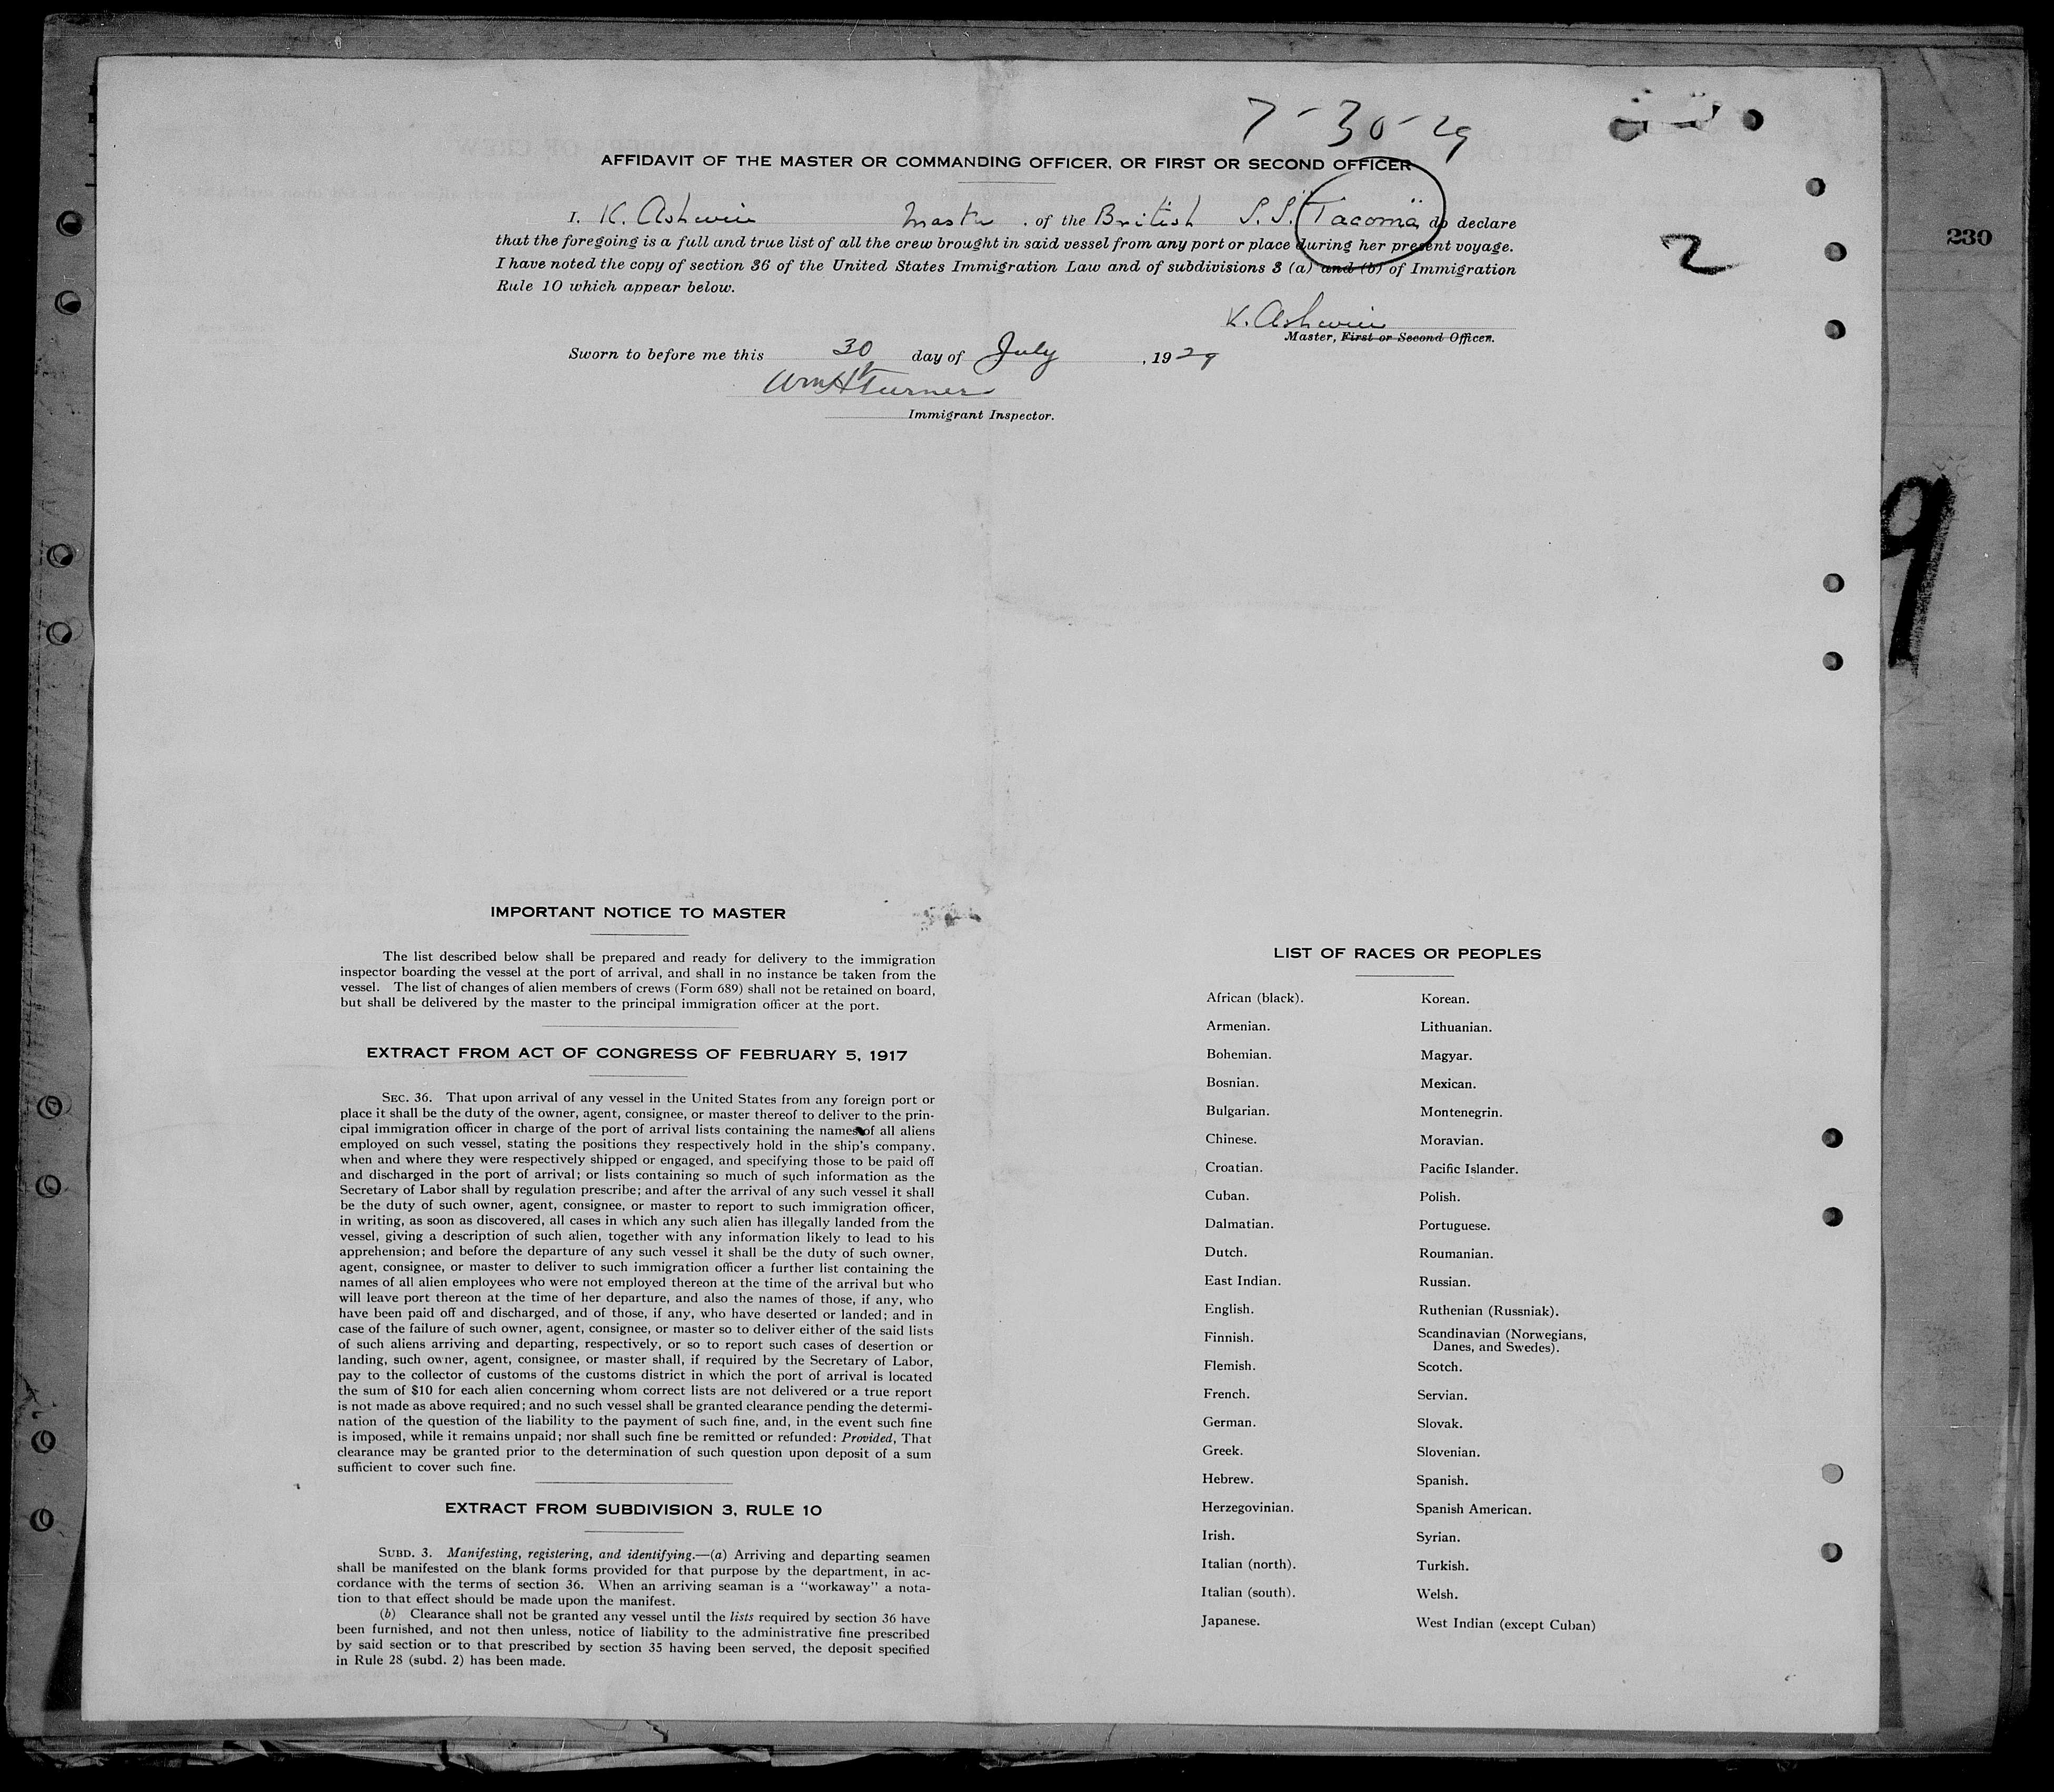 7-30-29
AFFIDAVIT OF THE MASTER OR COMMANDING OFFICER, OR FIRST OR SECOND OFFICER
I, K. Ashwin Master, of the British S.S. "Tacoma" do declare
that the foregoing is a full and true list of all the crew brought in said vessel from any port or place during her present voyage.
I have noted the copy of section 36 of the United States Immigration Law and of subdivisions 3 (a) and (b) of Immigration
Rule 10 which appear below.
2
230
K. Ashwin
Master, First or Second Officer.
Sworn to before me this 30 day of July, 1929
Wm H Turner
Immigrant Inspector.
9
IMPORTANT NOTICE TO MASTER
The list described below shall be prepared and ready for delivery to the immigration
inspector boarding the vessel at the port of arrival, and shall in no instance be taken from the
vessel. The list of changes of alien members of crews (Form 689) shall not be retained on board,
but shall be delivered by the master to the principal immigration officer at the port.
EXTRACT FROM ACT OF CONGRESS OF FEBRUARY 5, 1917
SEC. 36. That upon arrival of any vessel in the United States from any foreign port or
place it shall be the duty of the owner, agent, consignee, or master thereof to deliver to the prin-
cipal immigration officer in charge of the port of arrival lists containing the names of all aliens
employed on such vessel, stating the positions they respectively hold in the ship's company,
when and where they were respectively shipped or engaged, and specifying those to be paid off
and discharged in the port of arrival; or lists containing so much of such information as the
Secretary of Labor shall by regulation prescribe; and after the arrival of any such vessel it shall
be the duty of such owner, agent, consignee, or master to report to such immigration officer,
in writing, as soon as discovered, all cases in which any such alien has illegally landed from the
vessel, giving a description of such alien, together with any information likely to lead to his
apprehension; and before the departure of any such vessel it shall be the duty of such owner,
agent, consignee, or master to deliver to such immigration officer a further list containing the
names of all alien employees who were not employed thereon at the time of the arrival but who
will leave port thereon at the time of her departure, and also the names of those, if any, who
have been paid off and discharged, and of those, if any, who have deserted or landed; and in
case of the failure of such owner, agent, consignee, or master so to deliver either of the said lists
of such aliens arriving and departing, respectively, or so to report such cases of desertion or
landing, such owner, agent, consignee, or master shall, if required by the Secretary of Labor,
pay to the collector of customs of the customs district in which the port of arrival is located
the sum of $10 for each alien concerning whom correct lists are not delivered or a true report
is not made as above required; and no such vessel shall be granted clearance pending the determi-
nation of the question of the liability to the payment of such fine, and, in the event such fine
is imposed, while it remains unpaid; nor shall such fine be remitted or refunded: Provided, That
clearance may be granted prior to the determination of such question upon deposit of a sum
sufficient to cover such fine.
EXTRACT FROM SUBDIVISION 3, RULE 10
SUBD. 3. Manifesting, registering, and identifying.—(a) Arriving and departing seamen
shall be manifested on the blank forms provided for that purpose by the department, in ac-
cordance with the terms of section 36. When an arriving seaman is a "workaway" a nota-
tion to that effect should be made upon the manifest.
(b) Clearance shall not be granted any vessel until the lists required by section 36 have
been furnished, and not then unless, notice of liability to the administrative fine prescribed
by said section or to that prescribed by section 35 having been served, the deposit specified
in Rule 28 (subd. 2) has been made.
LIST OF RACES OR PEOPLES
African (black).
Armenian.
Bohemian.
Bosnian.
Bulgarian.
Chinese.
Croatian.
Cuban.
Dalmatian.
Dutch.
East Indian.
English.
Finnish.
Flemish.
French.
German.
Greek.
Hebrew.
Herzegovinian.
Irish.
Italian (north).
Italian (south).
Japanese.
Korean.
Lithuanian.
Magyar.
Mexican.
Montenegrin.
Moravian.
Pacific Islander.
Polish.
Portuguese.
Roumanian.
Russian.
Ruthenian (Russniak).
Scandinavian (Norwegians,
Danes, and Swedes).
Scotch.
Servian.
Slovak.
Slovenian.
Spanish.
Spanish American.
Syrian.
Turkish.
Welsh.
West Indian (except Cuban)